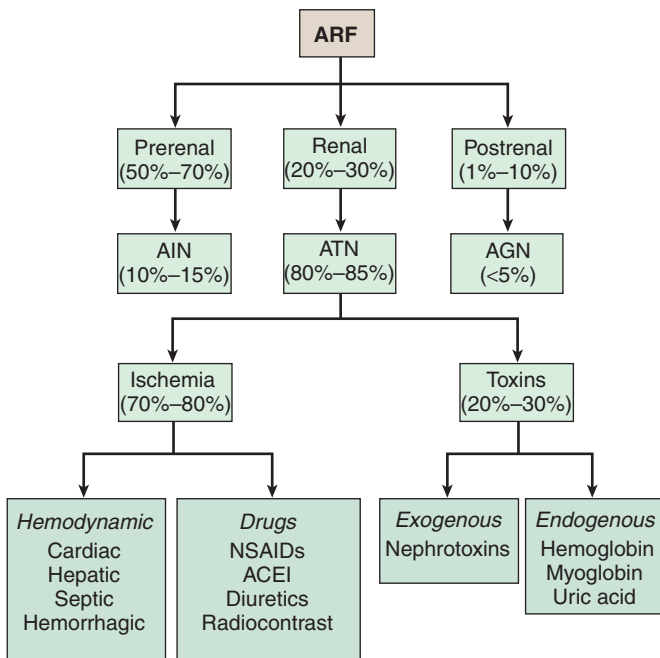 ARF
Prerenal
(50%–70%)
Renal
(20%–30%)
Postrenal
(1%–10%)
AIN
(10%–15%)
ATN
(80%–85%)
AGN
(<5%)
Ischemia
(70%–80%)
Toxins
(20%–30%)
Hemodynamic
Cardiac
Hepatic
Septic
Hemorrhagic
Drugs
NSAIDs
ACEI
Diuretics
Radiocontrast
Exogenous
Nephrotoxins
Endogenous
Hemoglobin
Myoglobin
Uric acid